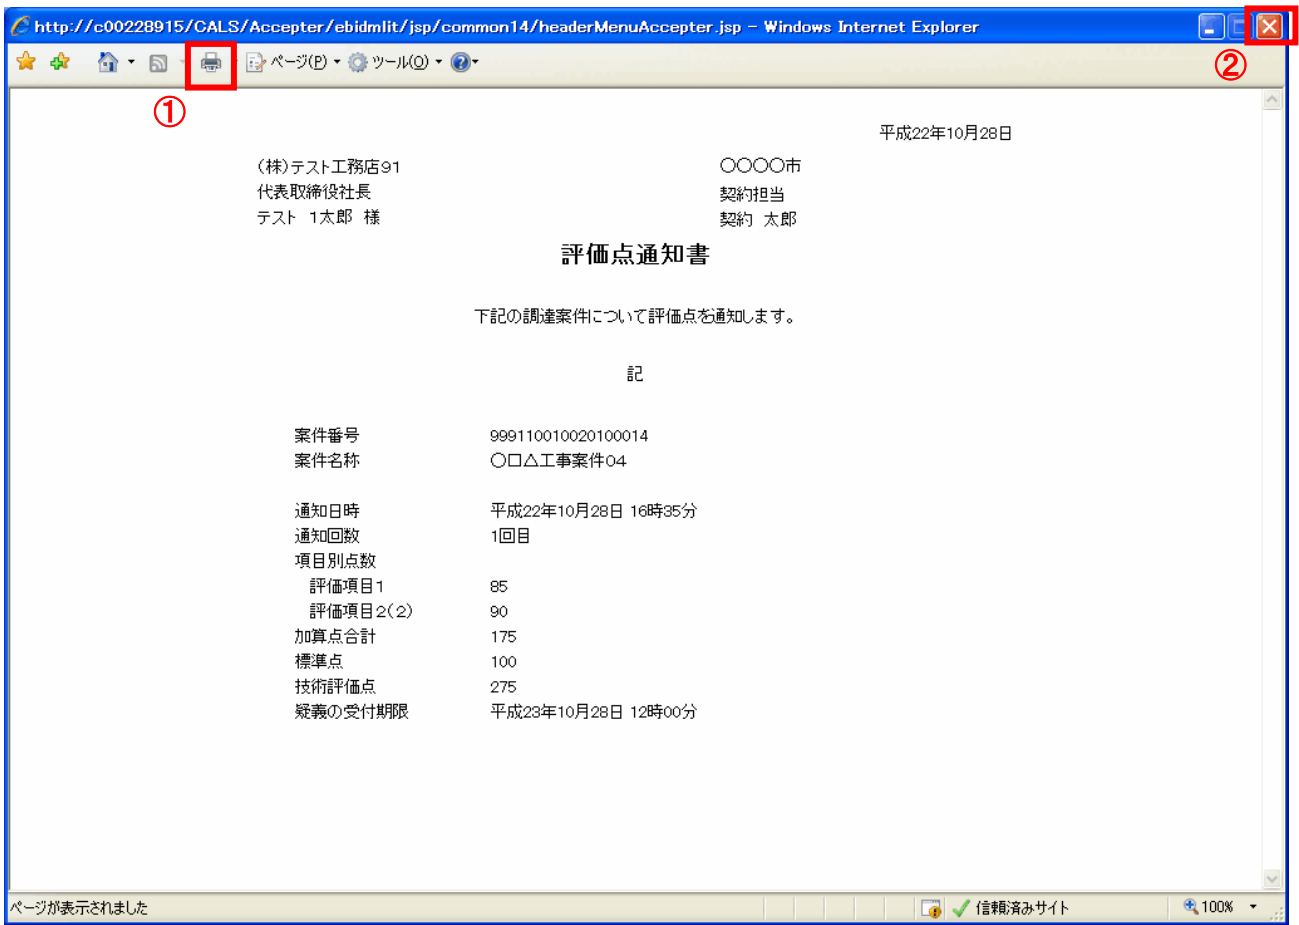 http://c00228915/CALS/Accepter/ebidmlit/jsp/common14/headerMenuAccepter.jsp - Windows Internet Explorer
ページ(P) ツール(O)
① ②
平成22年10月28日
(株)テスト工務店91
代表取締役社長
テスト 1太郎 様
〇〇〇〇市
契約担当
契約 太郎
評価点通知書
下記の調達案件について評価点を通知します。
記
案件番号 999110010020100014
案件名称 〇□△工事案件04
通知日時 平成22年10月28日 16時35分
通知回数 1回目
項目別点数
評価項目1 85
評価項目2(2) 90
加算点合計 175
標準点 100
技術評価点 275
疑義の受付期限 平成23年10月28日 12時00分
ページが表示されました 信頼済みサイト 100%